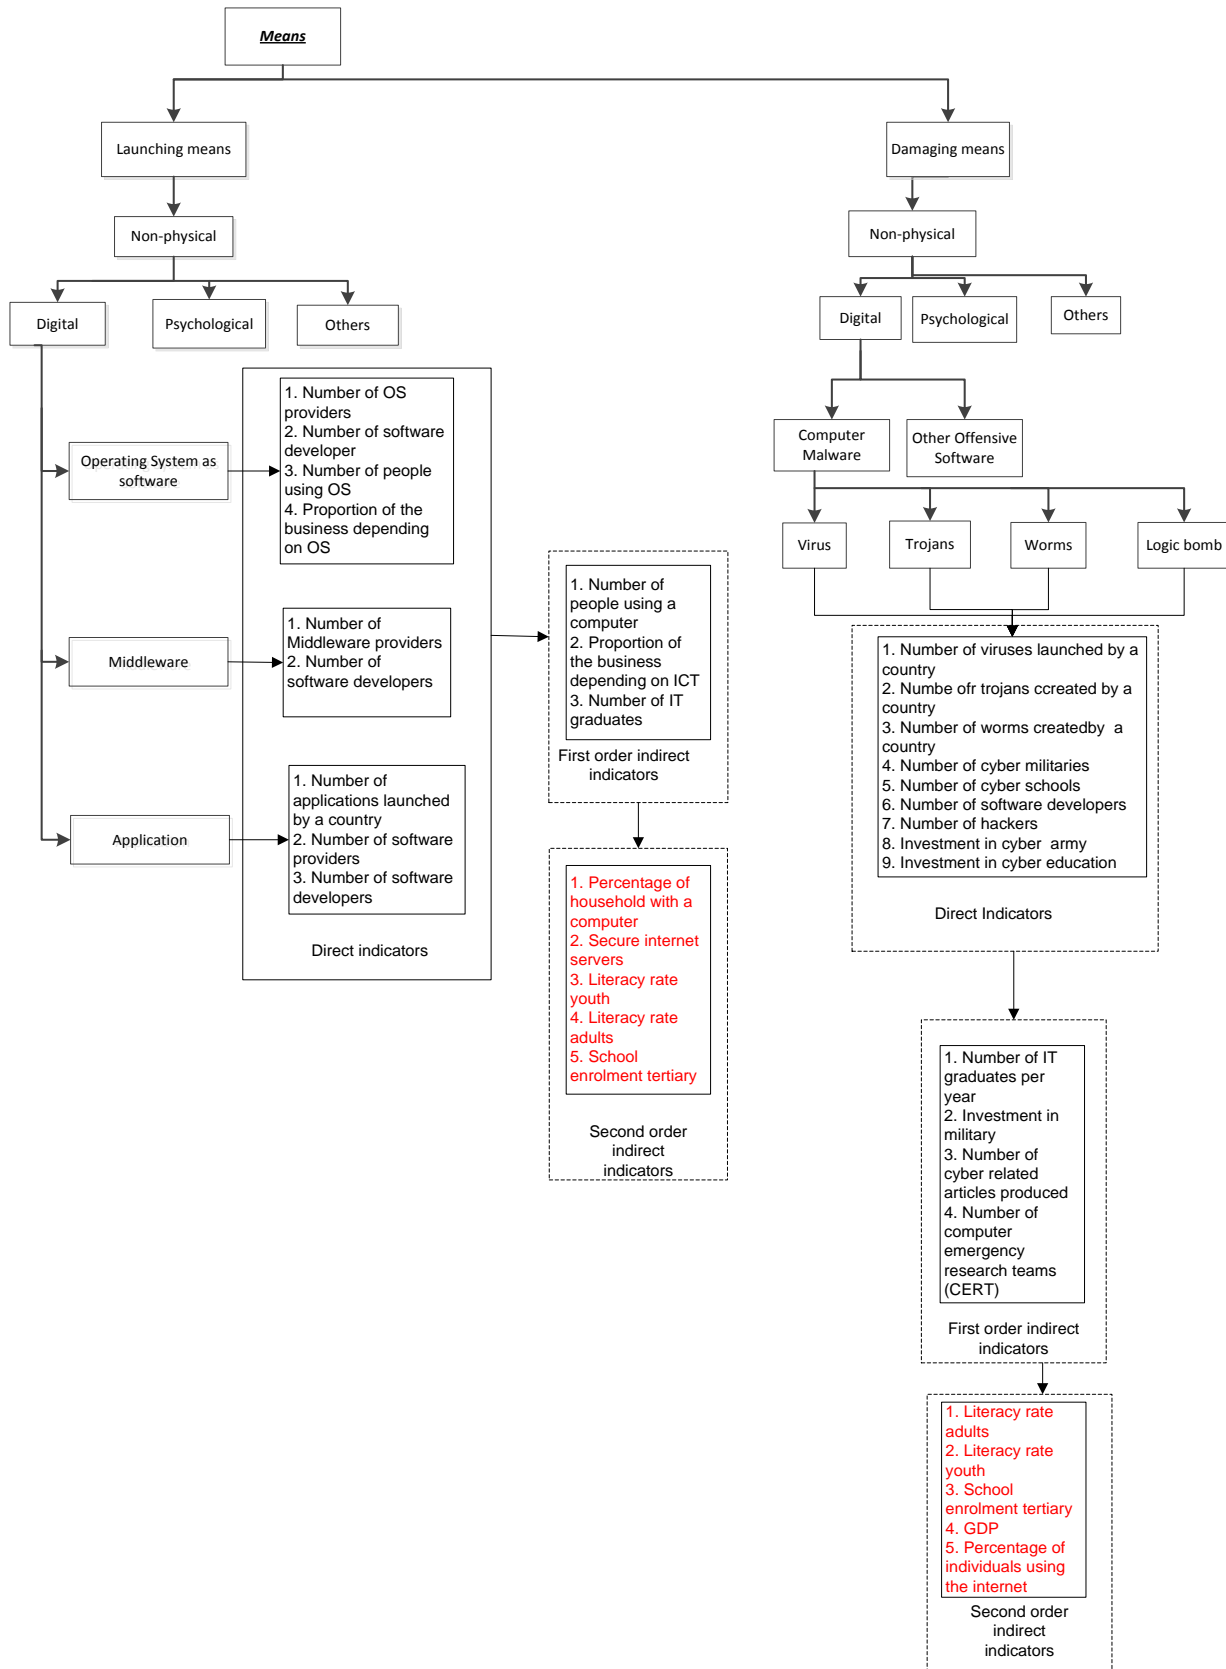 Means
Launching means
Damaging means
Non-physical
Non-physical
Digital
Psychological
Others
Digital
Psychological
Others
Operating System as
software
1. Number of OS
providers
2. Number of software
developer
3. Number of people
using OS
4. Proportion of the
business depending
on OS
Middleware
1. Number of
Middleware providers
2. Number of
software developers
Application
1. Number of
applications launched
by a country
2. Number of software
providers
3. Number of software
developers
Direct indicators
1. Number of
people using a
computer
2. Proportion of
the business
depending on ICT
3. Number of IT
graduates
First order indirect
indicators
1. Percentage of
household with a
computer
2. Secure internet
servers
3. Literacy rate
youth
4. Literacy rate
adults
5. School
enrolment tertiary
Second order
indirect
indicators
Computer
Malware
Other Offensive
Software
Virus
Trojans
Worms
Logic bomb
1. Number of viruses launched by a
country
2. Numbe ofr trojans ccreated by a
country
3. Number of worms createdby  a
country
4. Number of cyber militaries
5. Number of cyber schools
6. Number of software developers
7. Number of hackers
8. Investment in cyber  army
9. Investment in cyber education
Direct Indicators
1. Number of IT
graduates per
year
2. Investment in
military
3. Number of
cyber related
articles produced
4. Number of
computer
emergency
research teams
(CERT)
First order indirect
indicators
1. Literacy rate
adults
2. Literacy rate
youth
3. School
enrolment tertiary
4. GDP
5. Percentage of
individuals using
the internet
Second order
indirect
indicators